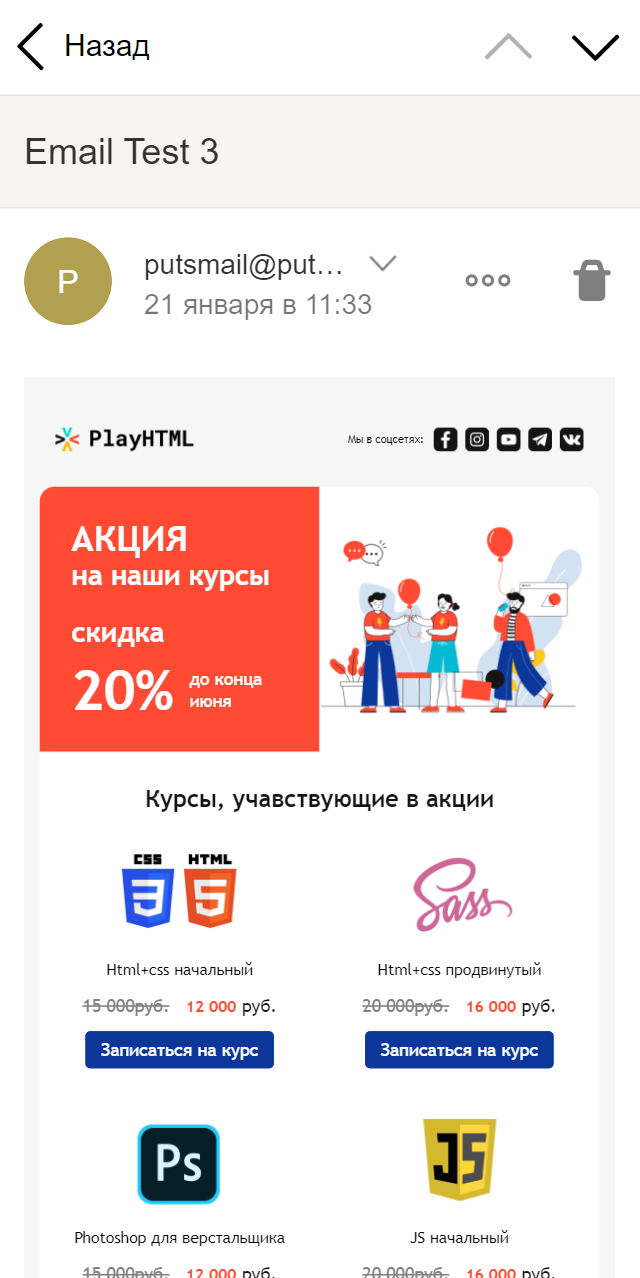 Назад
Email Test 3
P
putsmail@put...
21 января в 11:33
PlayHTML
Мы в соцсетях:
АКЦИЯ
на наши курсы
скидка
20% до конца
июня
Курсы, учавствующие в акции
CSS HTML
Sass
Html+css начальный
Html+css продвинутый
15 000руб. 12 000 руб.
20 000руб. 16 000 руб.
Записаться на курс
Записаться на курс
Ps
JS
Photoshop для верстальщика
JS начальный
15 000руб. 12 000 руб.
20 000руб. 16 000 руб.